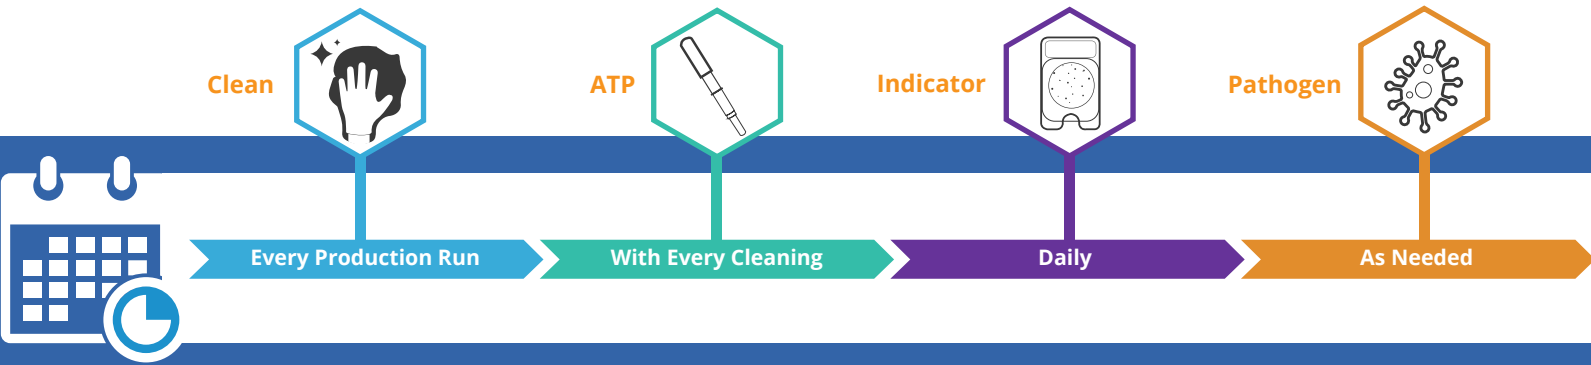 Clean
ATP
Indicator
Pathogen
Every Production Run
With Every Cleaning
Daily
As Needed